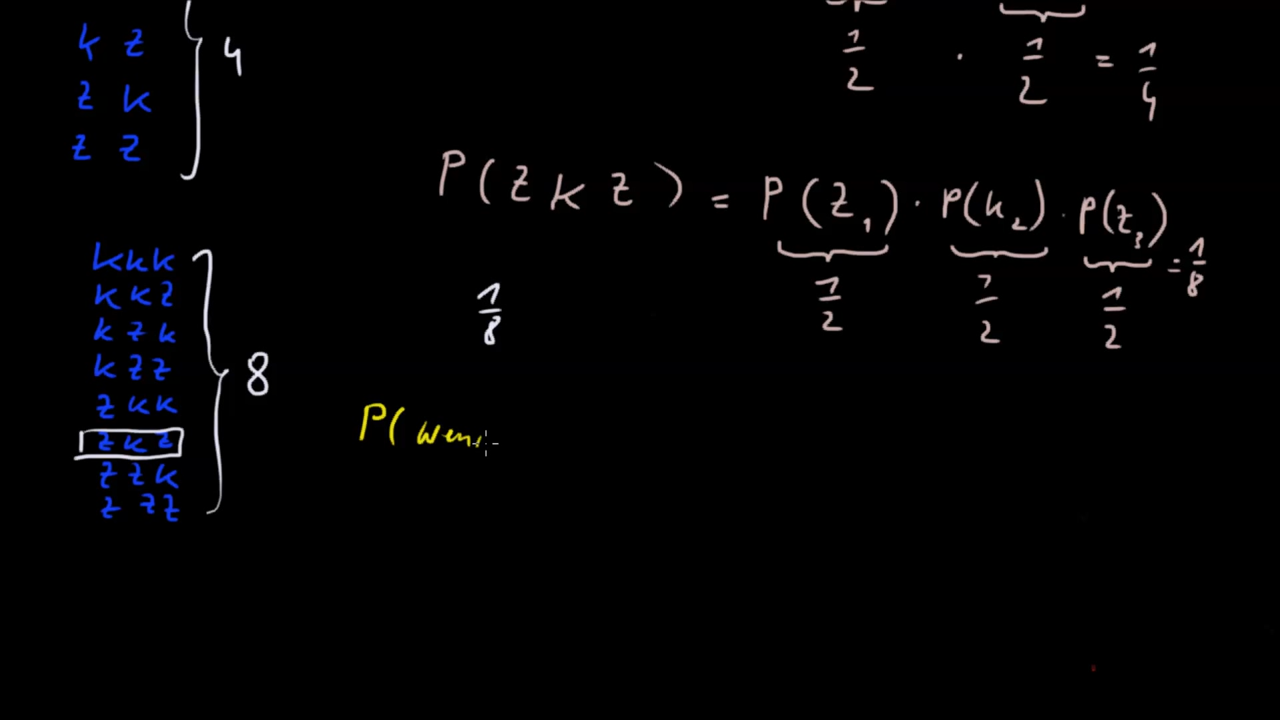 k z
z k
z z
} 4
1/2 · 1/2 = 1/4
P(z k z) = P(z₁) · P(k₂) · P(z₃)
1/2 1/2 1/2 = 1/8
1/8
kkk
kkz
kzk
kzz
zkk
zkz
zzk
zzz
} 8
P(wen